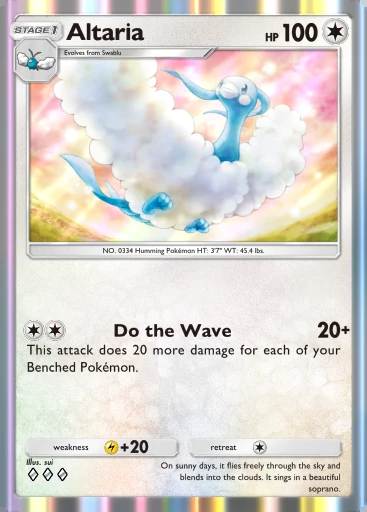 STAGE 1
Altaria
HP 100
Evolves from Swablu
NO. 0334 Humming Pokémon HT: 3'7" WT: 45.4 lbs.
Do the Wave 20+
This attack does 20 more damage for each of your
Benched Pokémon.
weakness +20 retreat
Illus. sui
On sunny days, it flies freely through the sky and
blends into the clouds. It sings in a beautiful
soprano.